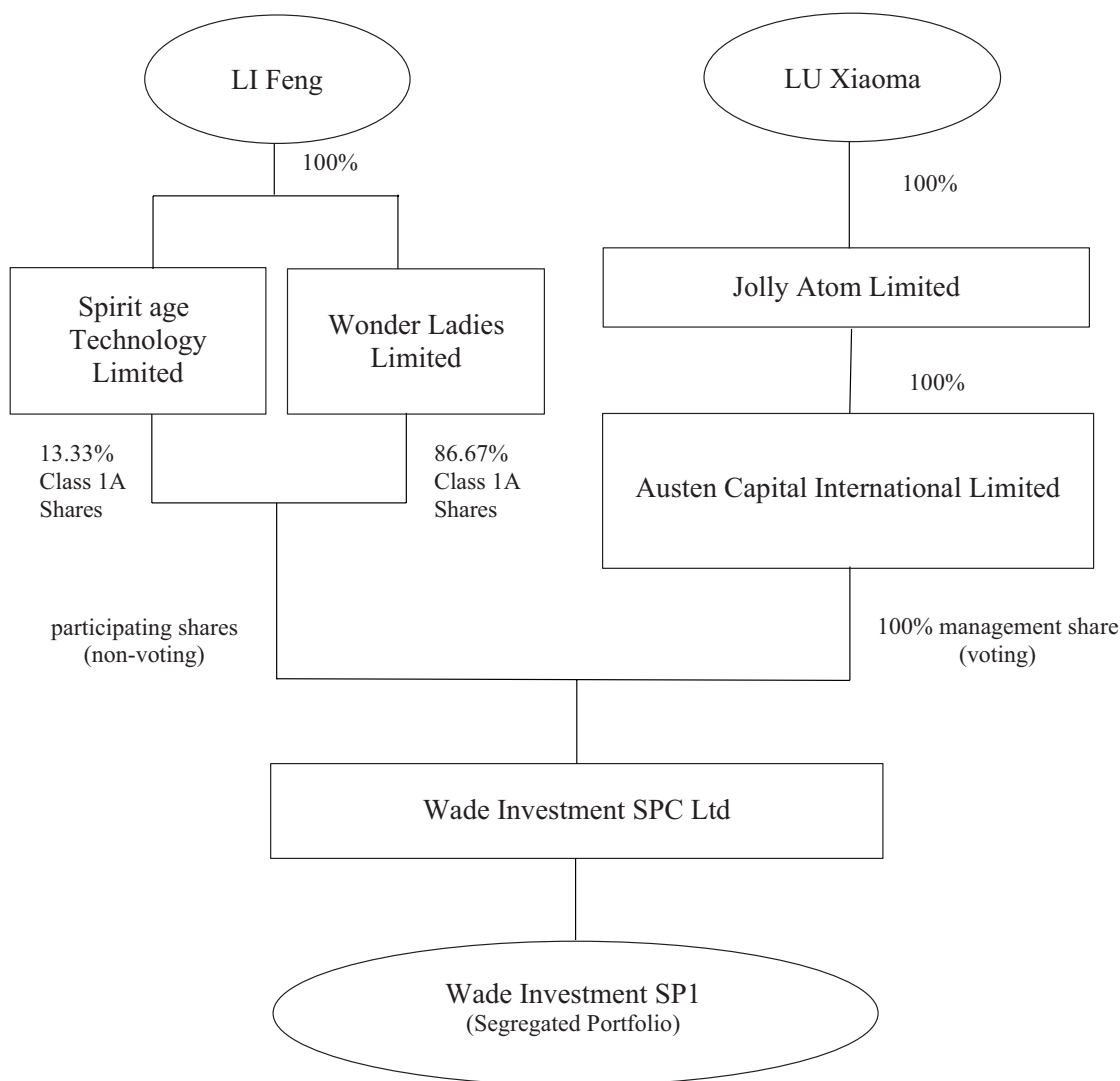 LI Feng
LU Xiaoma
100%
100%
Spirit age
Technology
Limited
Wonder Ladies
Limited
Jolly Atom Limited
100%
13.33%
Class 1A
Shares
86.67%
Class 1A
Shares
Austen Capital International Limited
participating shares
(non-voting)
100% management share
(voting)
Wade Investment SPC Ltd
Wade Investment SP1
(Segregated Portfolio)